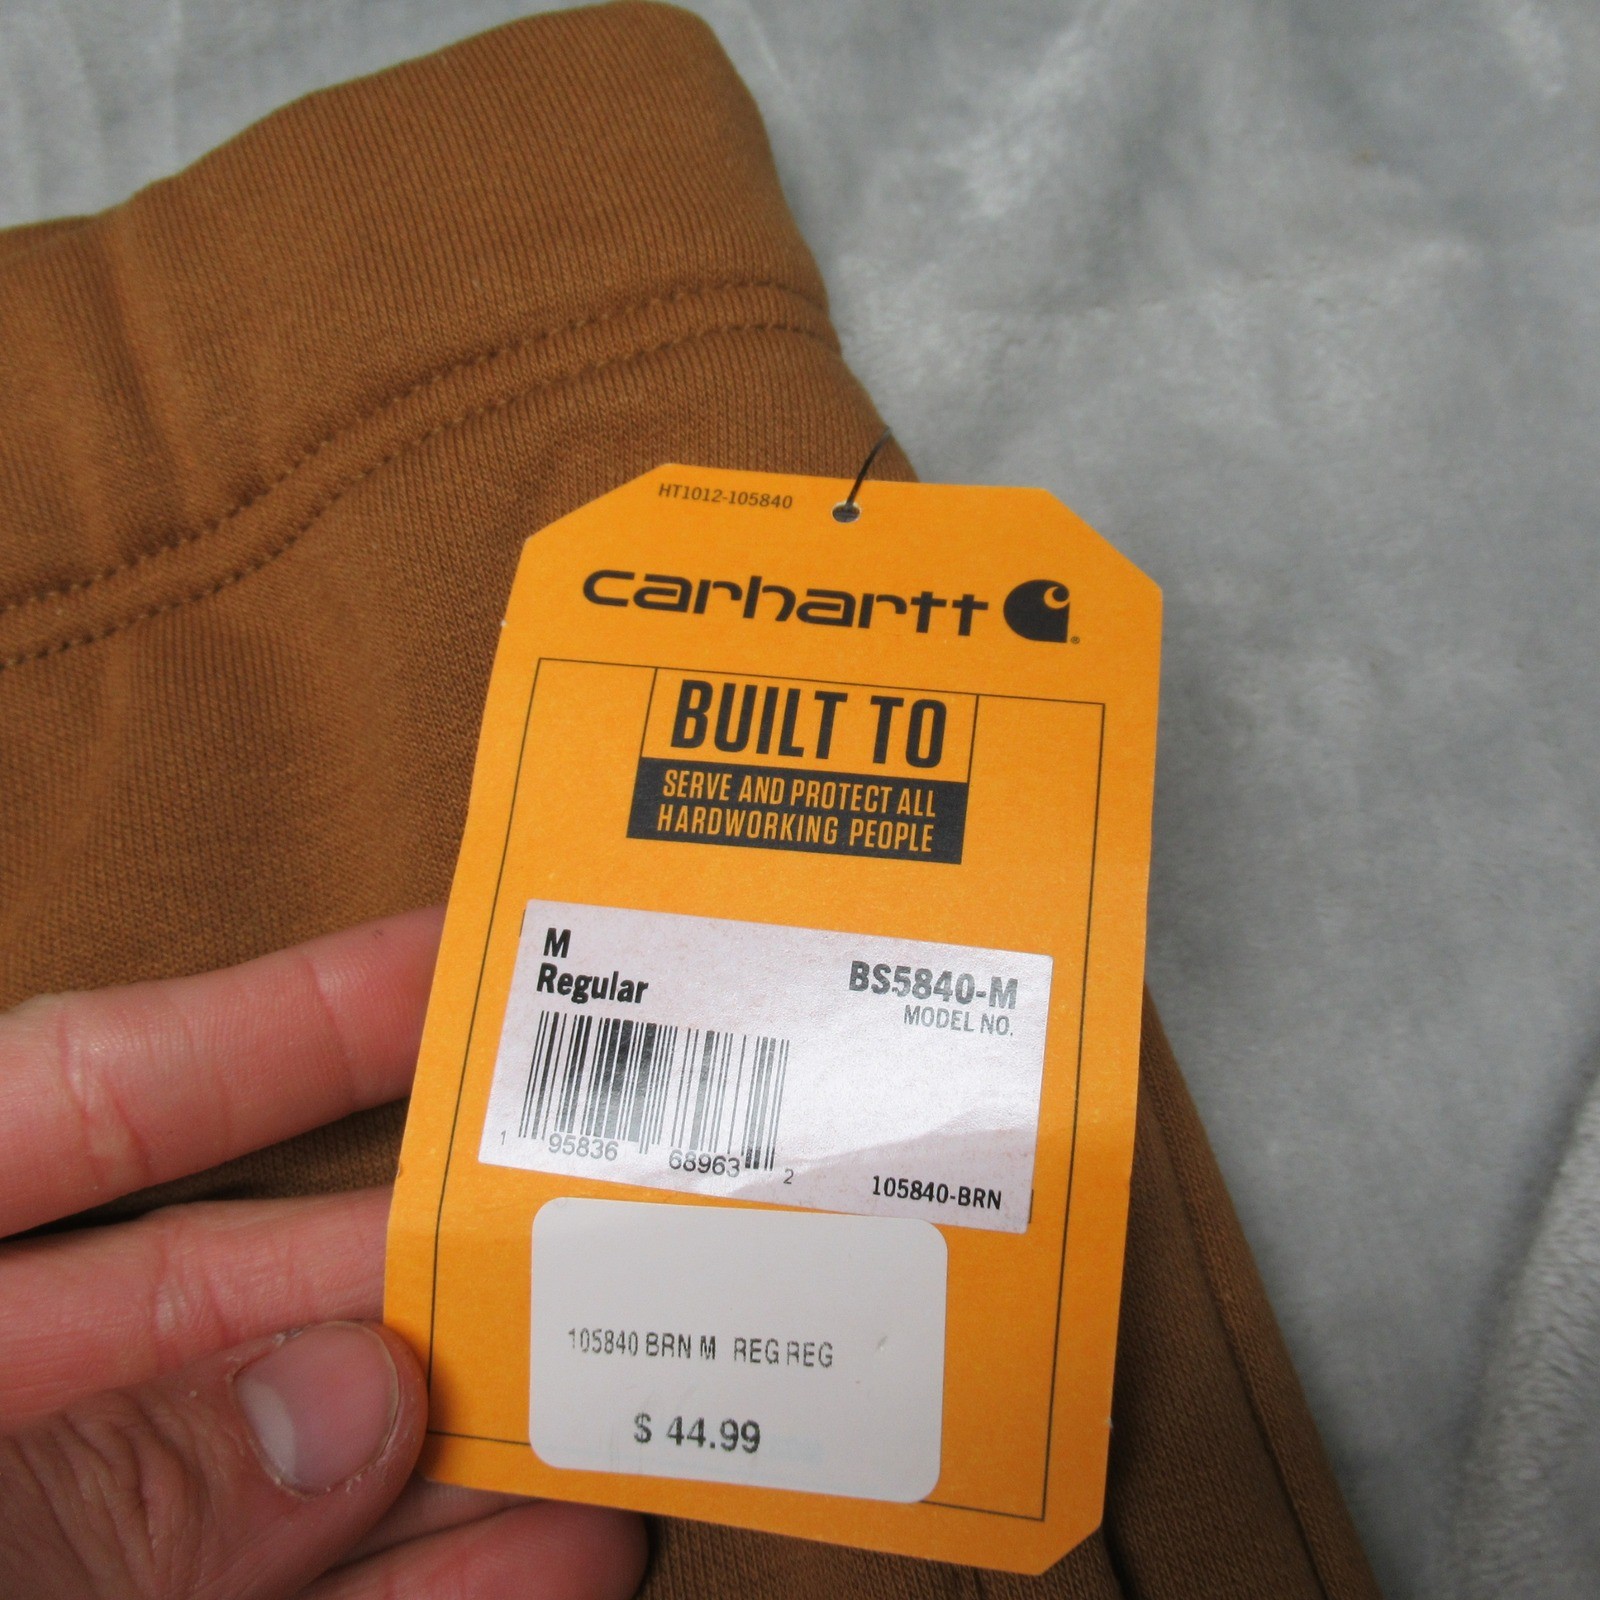 HT1012-105840
carhartt
BUILT TO
SERVE AND PROTECT ALL
HARDWORKING PEOPLE
M
Regular
BS5840-M
MODEL NO.
1 95836 68963 2
105840-BRN
105840 BRN M REG REG
$ 44.99